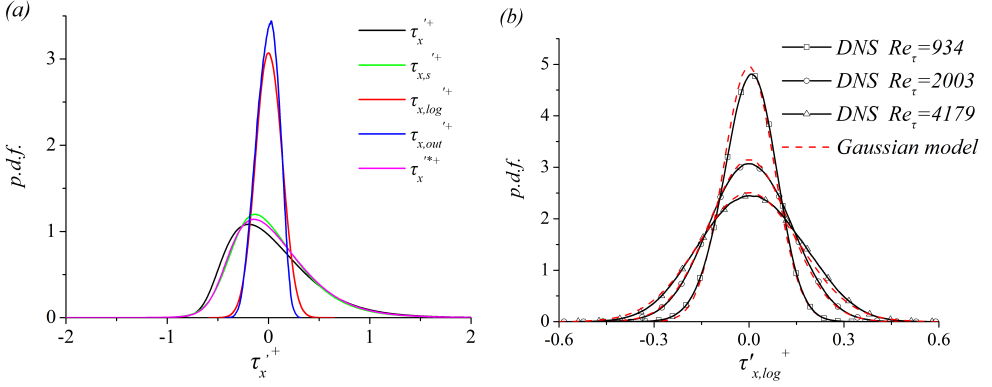 (a)
p.d.f.
3
2
1
0
-2
-1
0
1
2
τx'+
τx'+
τx,s'+
τx,log'+
τx,out'+
τx'*+
(b)
p.d.f.
5
4
3
2
1
0
-0.6
-0.3
0.0
0.3
0.6
τ'x,log+
DNS Reτ=934
DNS Reτ=2003
DNS Reτ=4179
Gaussian model